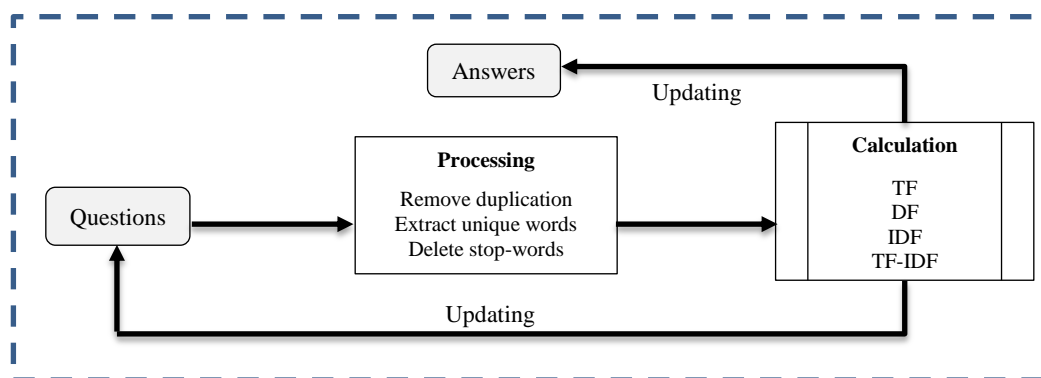 Answers
Updating
Processing
Remove duplication
Extract unique words
Delete stop-words
Calculation
TF
DF
IDF
TF-IDF
Questions
Updating